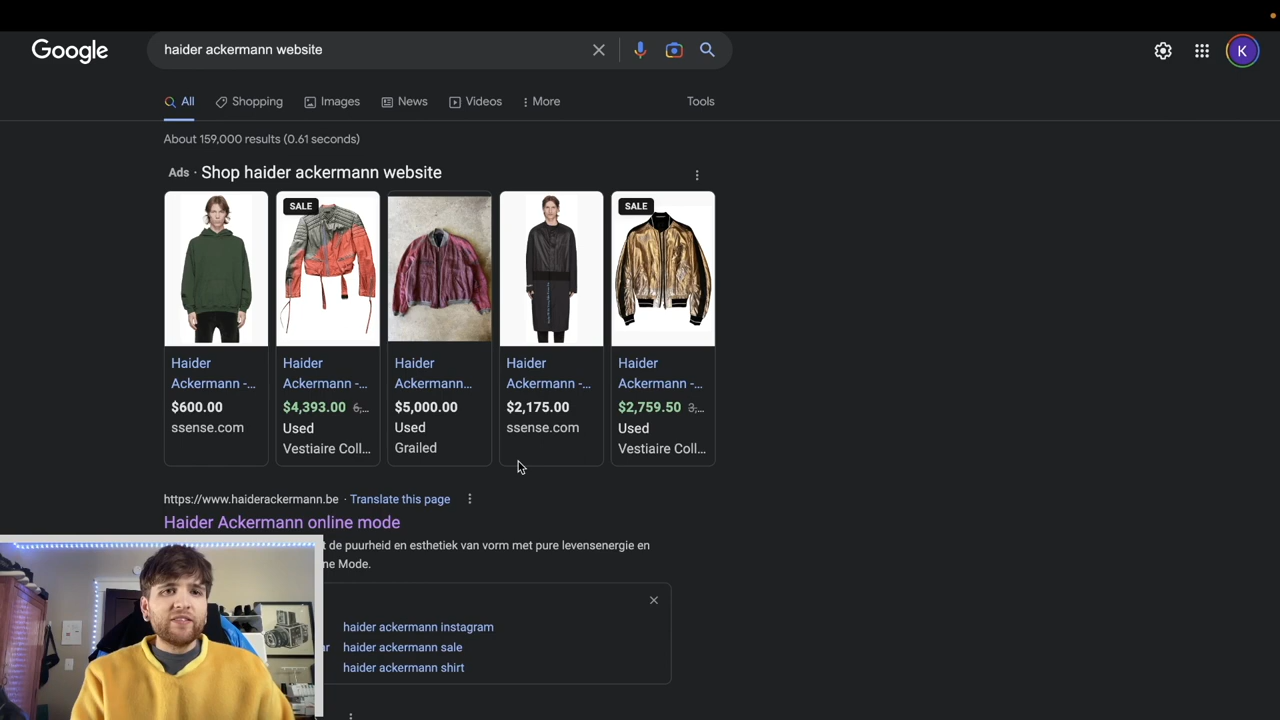 Google
haider ackermann website
K
All
Shopping
Images
News
Videos
More
Tools
About 159,000 results (0.61 seconds)
Ads · Shop haider ackermann website
SALE
SALE
Haider
Ackermann -...
$600.00
ssense.com
Haider
Ackermann -...
$4,393.00 6,...
Used
Vestiaire Coll...
Haider
Ackermann...
$5,000.00
Used
Grailed
Haider
Ackermann -...
$2,175.00
ssense.com
Haider
Ackermann -...
$2,759.50 3,...
Used
Vestiaire Coll...
https://www.haiderackermann.be · Translate this page
Haider Ackermann online mode
t de puurheid en esthetiek van vorm met pure levensenergie en
ne Mode.
haider ackermann instagram
ar haider ackermann sale
haider ackermann shirt